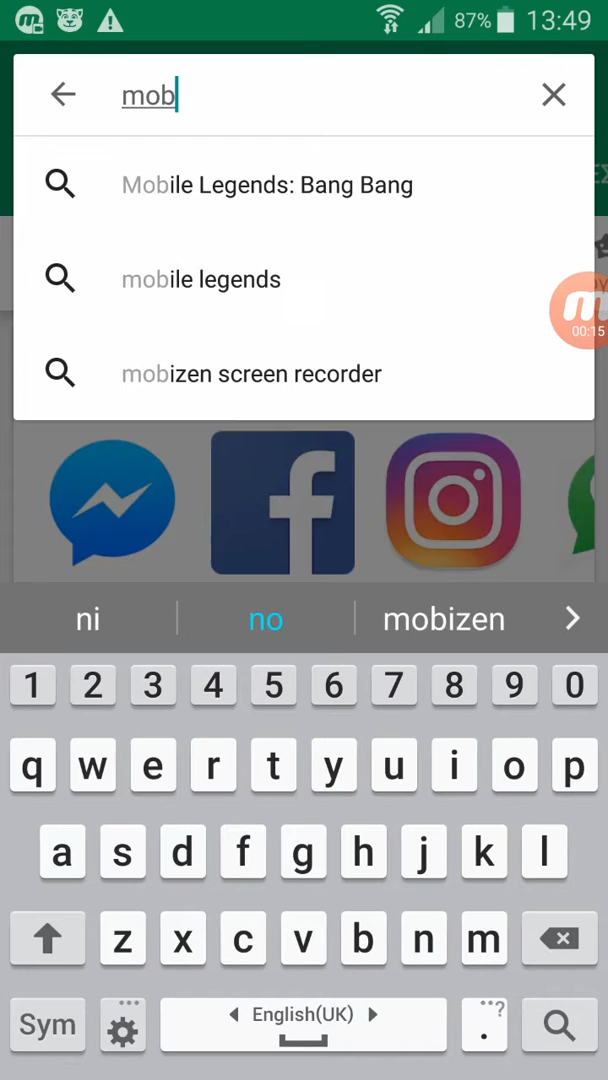 87% 13:49
mob
Mobile Legends: Bang Bang
mobile legends
00:15
mobizen screen recorder
ni no mobizen
1 2 3 4 5 6 7 8 9 0
q w e r t y u i o p
a s d f g h j k l
z x c v b n m
Sym English(UK) . ...?